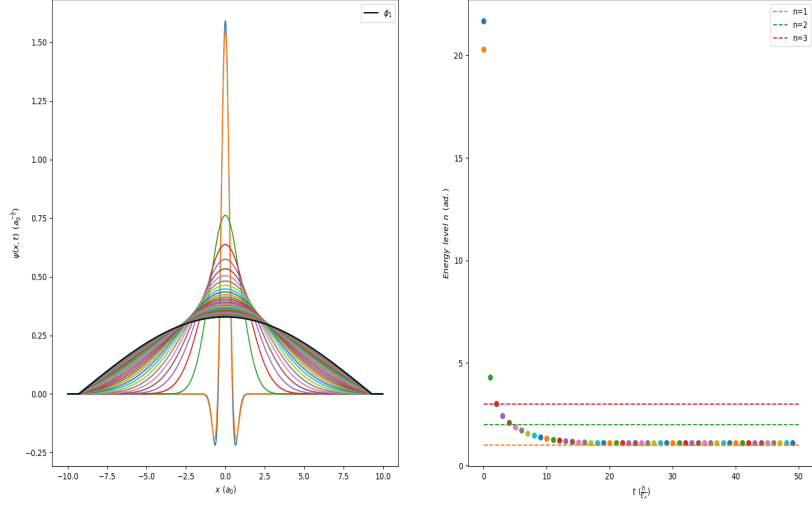 1.50
1.25
1.00
0.75
0.50
0.25
0.00
−0.25
ψ(x, t) (a₀^{-1/2})
−10.0 −7.5 −5.0 −2.5 0.0 2.5 5.0 7.5 10.0
x (a₀)
ϕ₁
20
15
10
5
0
Energy level n (ad.)
0 10 20 30 40 50
n=1
n=2
n=3